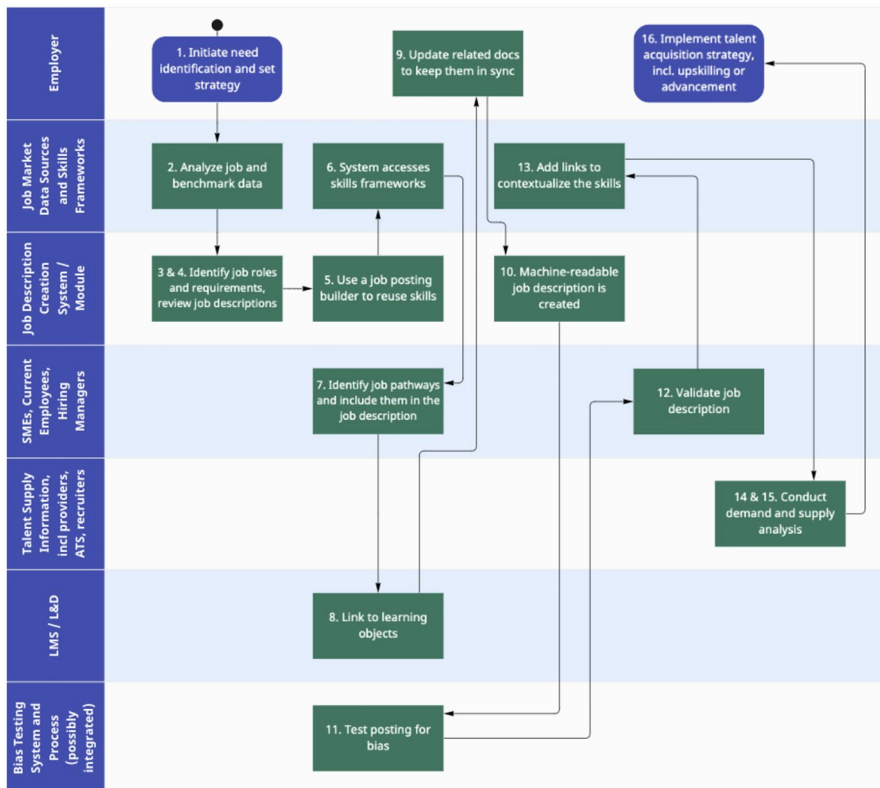 Employer
1. Initiate need
identification and set
strategy
9. Update related docs
to keep them in sync
16. Implement talent
acquisition strategy,
incl. upskilling or
advancement
Job Market
Data Sources
and Skills
Frameworks
2. Analyze job and
benchmark data
6. System accesses
skills frameworks
13. Add links to
contextualize the skills
Job Description
Creation
System /
Module
3 & 4. Identify job roles
and requirements,
review job descriptions
5. Use a job posting
builder to reuse skills
10. Machine-readable
job description is
created
SMEs, Current
Employees,
Hiring
Managers
7. Identify job pathways
and include them in the
job description
12. Validate job
description
Talent Supply
Information,
incl providers,
ATS, recruiters
14 & 15. Conduct
demand and supply
analysis
LMS / L&D
8. Link to learning
objects
Bias Testing
System and
Process
(possibly
integrated)
11. Test posting for
bias